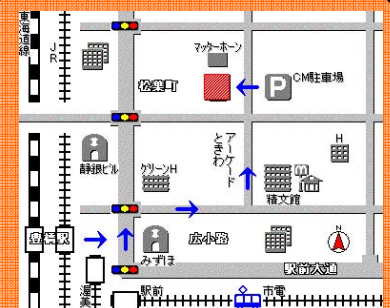 東海道線
JR
マッターホーン
松葉町
P
CM駐車場
アーケード
ときわ
H
静銀ビル
グリーンH
m
積文館
豊橋駅
広小路
みずほ
駅前大通
渥美
駅前
市電